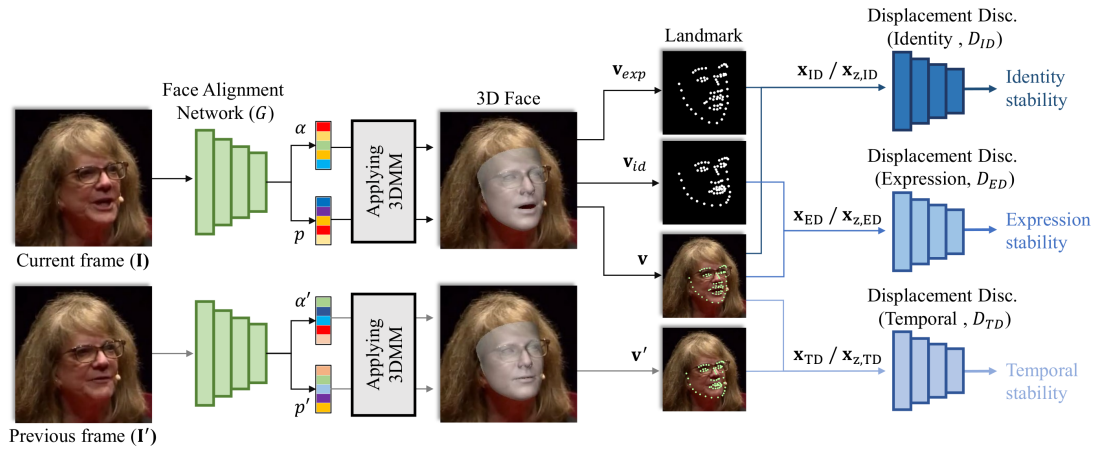 Displacement Disc.
(Identity , D_ID)
Landmark
v_exp
x_ID / x_z,ID
Identity
stability
Face Alignment
Network (G)
3D Face
α
Applying
3DMM
p
v_id
Displacement Disc.
(Expression, D_ED)
x_ED / x_z,ED
Expression
stability
v
Current frame (I)
Displacement Disc.
(Temporal , D_TD)
α′
Applying
3DMM
p′
v′
x_TD / x_z,TD
Temporal
stability
Previous frame (I′)